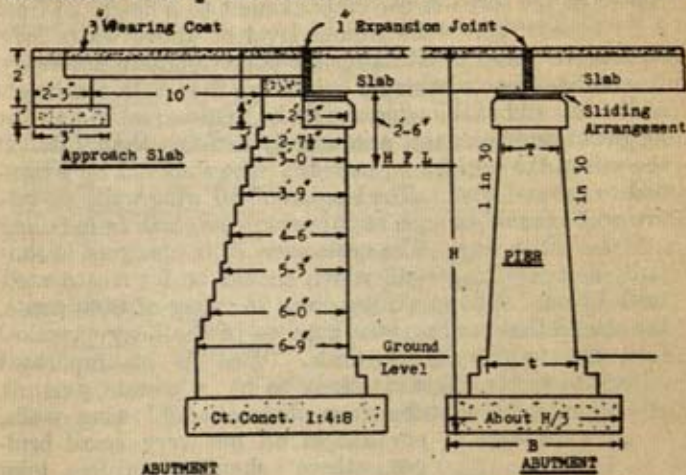 3" Wearing Coat
1" Expansion Joint
2'
Slab
Slab
2'-3"
10'
Sliding
Arrangement
2'-3"
2'-6"
1'
3'
Approach Slab
2'-7½"
3-0
H F L
T
1 in 30
1 in 30
3'-9"
4'-6"
H
PIER
5'-3"
6'-0"
6'-9"
Ground
Level
t
Ct.Conct. 1:4:8
About H/3
B
ABUTMENT
ABUTMENT